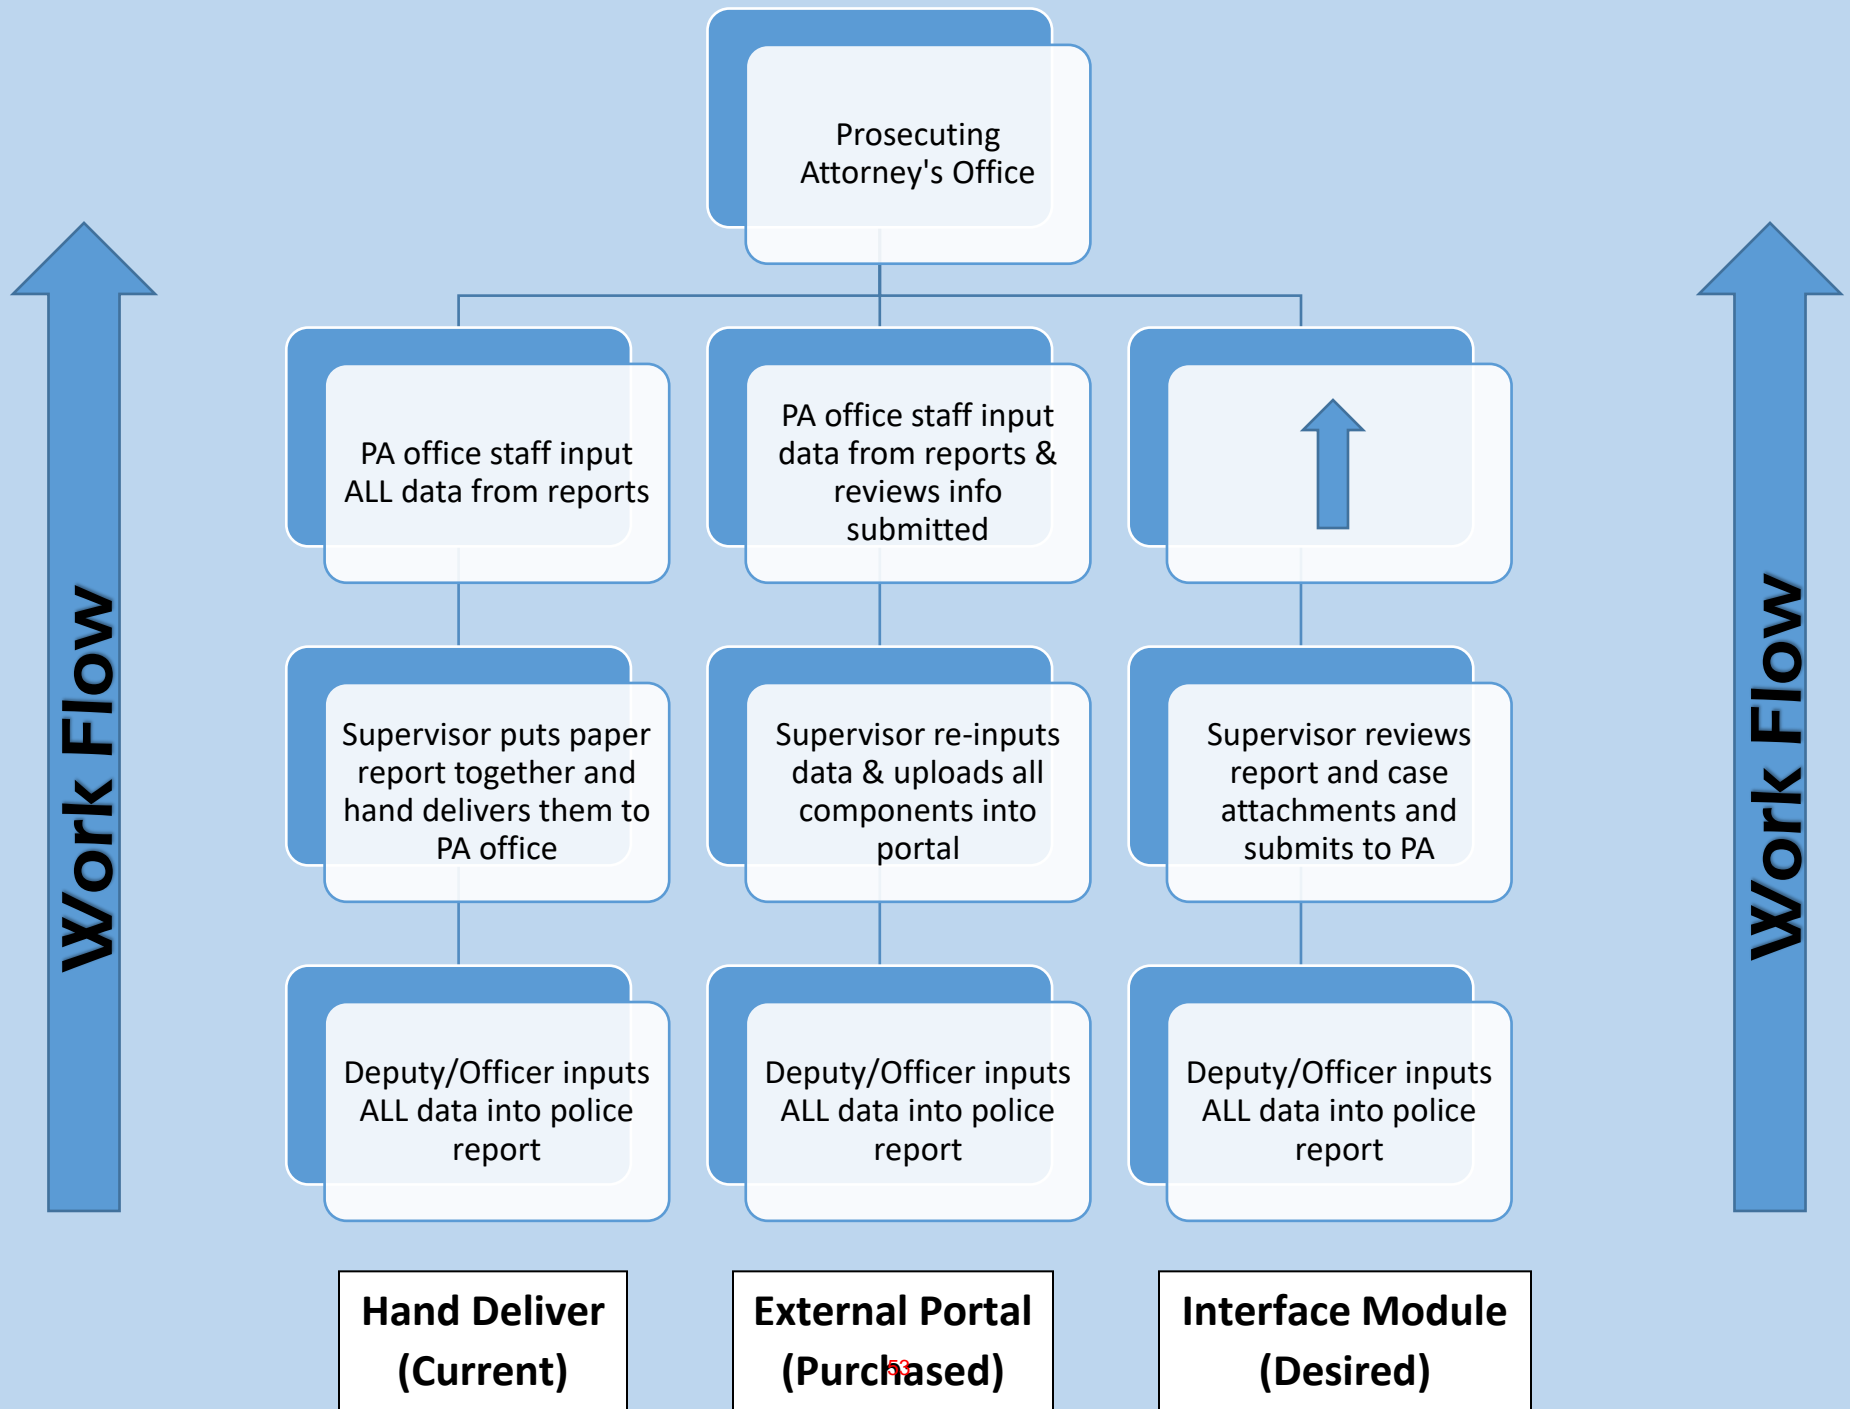 Prosecuting
Attorney's Office
PA office staff input
ALL data from reports
PA office staff input
data from reports &
reviews info
submitted
Supervisor puts paper
report together and
hand delivers them to
PA office
Supervisor re-inputs
data & uploads all
components into
portal
Supervisor reviews
report and case
attachments and
submits to PA
Deputy/Officer inputs
ALL data into police
report
Deputy/Officer inputs
ALL data into police
report
Deputy/Officer inputs
ALL data into police
report
Work Flow
Work Flow
Hand Deliver
(Current)
External Portal
(Purchased)
53
Interface Module
(Desired)